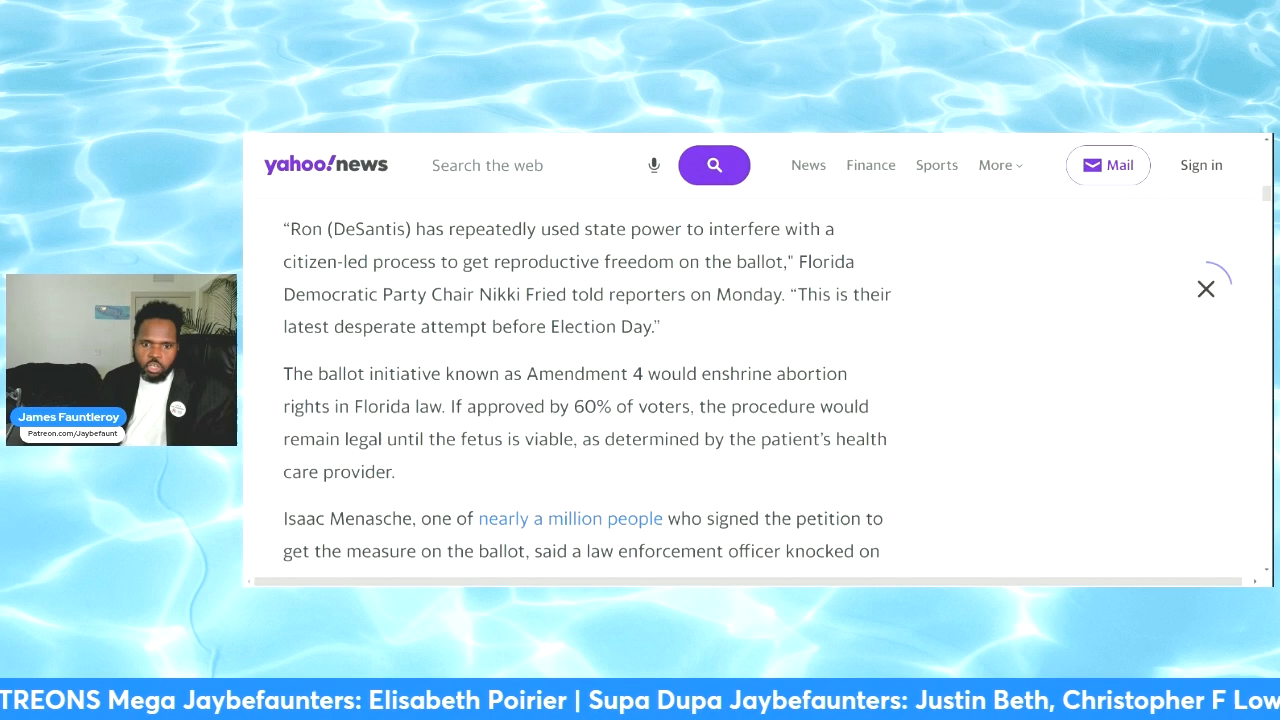 yahoo!news
Search the web
News
Finance
Sports
More
Mail
Sign in
“Ron (DeSantis) has repeatedly used state power to interfere with a
citizen-led process to get reproductive freedom on the ballot," Florida
Democratic Party Chair Nikki Fried told reporters on Monday. “This is their
latest desperate attempt before Election Day.”
The ballot initiative known as Amendment 4 would enshrine abortion
rights in Florida law. If approved by 60% of voters, the procedure would
remain legal until the fetus is viable, as determined by the patient’s health
care provider.
Isaac Menasche, one of nearly a million people who signed the petition to
get the measure on the ballot, said a law enforcement officer knocked on
James Fauntleroy
Patreon.com/Jaybefaunt
TREONS Mega Jaybefaunters: Elisabeth Poirier | Supa Dupa Jaybefaunters: Justin Beth, Christopher F Low